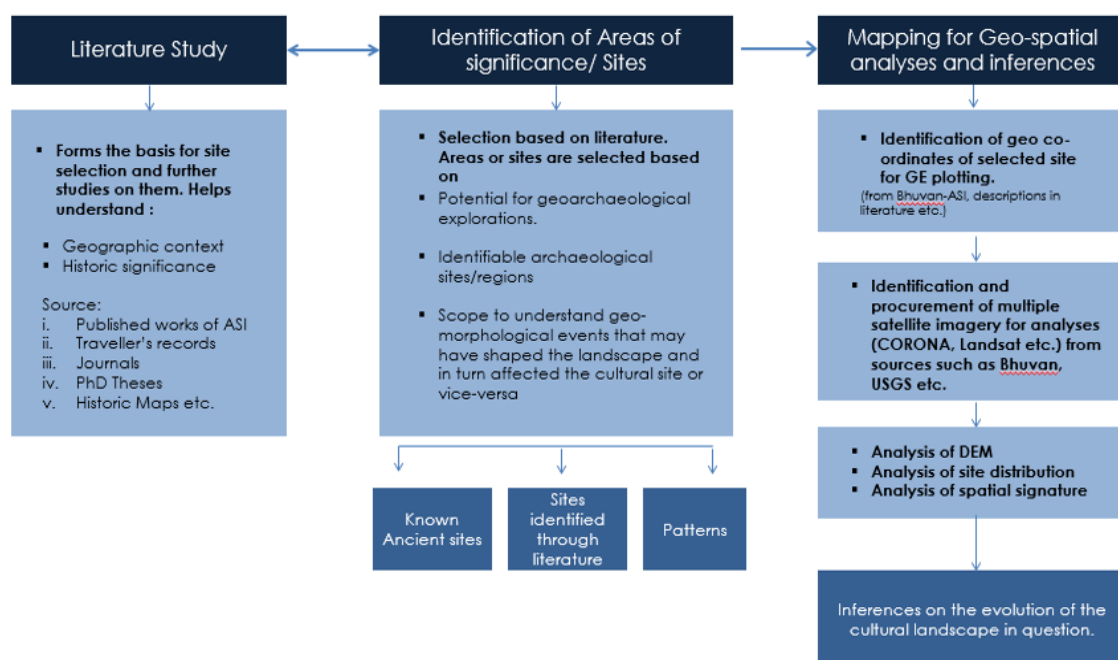 Literature Study
Forms the basis for site
selection and further
studies on them. Helps
understand :
Geographic context
Historic significance
Source:
i. Published works of ASI
ii. Traveller's records
iii. Journals
iv. PhD Theses
v. Historic Maps etc.
Identification of Areas of
significance/ Sites
Selection based on literature.
Areas or sites are selected based
on
Potential for geoarchaeological
explorations.
Identifiable archaeological
sites/regions
Scope to understand geo-
morphological events that may
have shaped the landscape and
in turn affected the cultural site or
vice-versa
Known
Ancient sites
Sites
identified
through
literature
Patterns
Mapping for Geo-spatial
analyses and inferences
Identification of geo co-
ordinates of selected site
for GE plotting.
(from Bhuvan-ASI, descriptions in
literature etc.)
Identification and
procurement of multiple
satellite imagery for analyses
(CORONA, Landsat etc.) from
sources such as Bhuvan,
USGS etc.
Analysis of DEM
Analysis of site distribution
Analysis of spatial signature
Inferences on the evolution of the
cultural landscape in question.